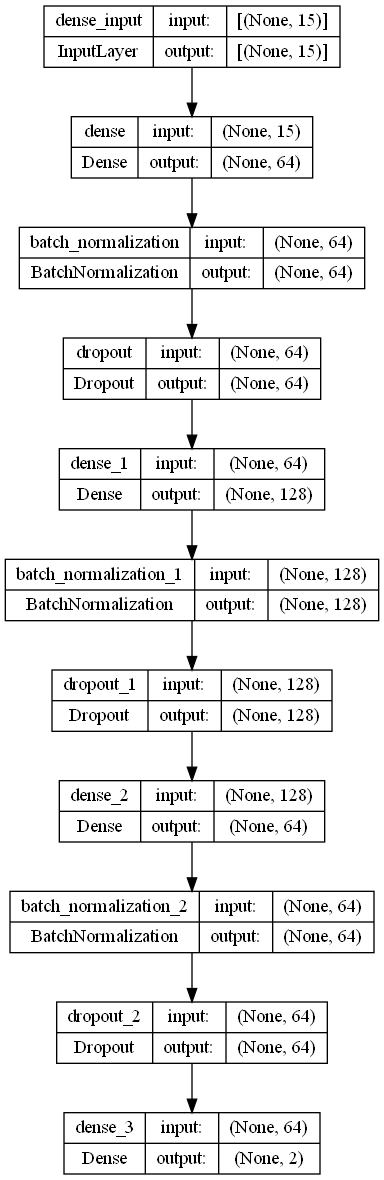 dense_input input: [(None, 15)]
InputLayer output: [(None, 15)]
dense input: (None, 15)
Dense output: (None, 64)
batch_normalization input: (None, 64)
BatchNormalization output: (None, 64)
dropout input: (None, 64)
Dropout output: (None, 64)
dense_1 input: (None, 64)
Dense output: (None, 128)
batch_normalization_1 input: (None, 128)
BatchNormalization output: (None, 128)
dropout_1 input: (None, 128)
Dropout output: (None, 128)
dense_2 input: (None, 128)
Dense output: (None, 64)
batch_normalization_2 input: (None, 64)
BatchNormalization output: (None, 64)
dropout_2 input: (None, 64)
Dropout output: (None, 64)
dense_3 input: (None, 64)
Dense output: (None, 2)